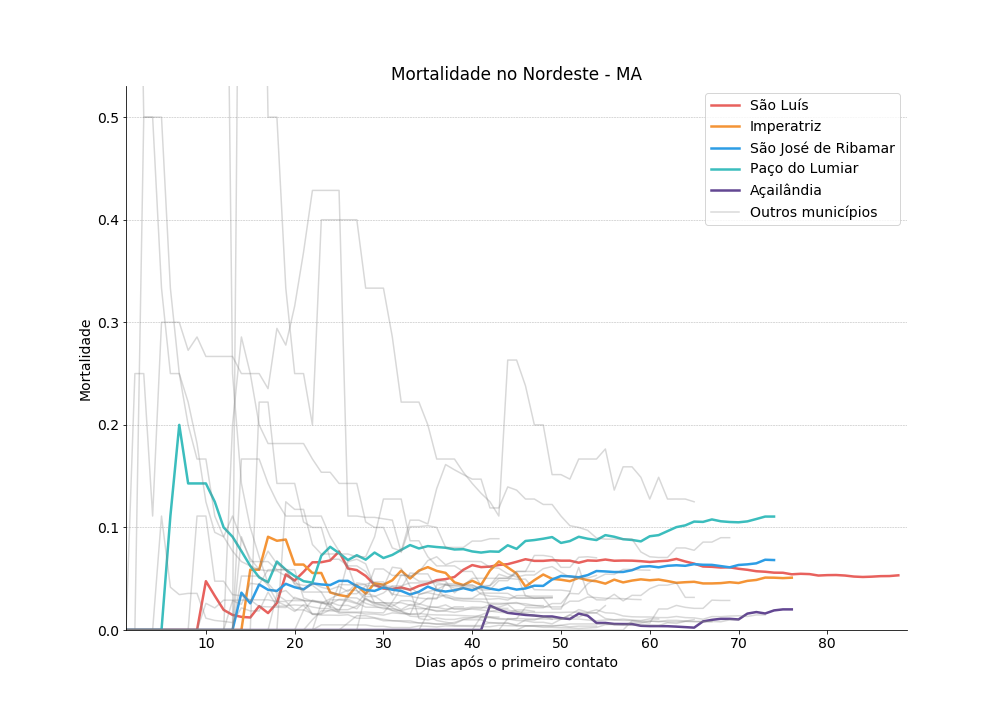 Mortalidade no Nordeste - MA
São Luís
Imperatriz
São José de Ribamar
Paço do Lumiar
Açailândia
Outros municípios
Mortalidade
0.5
0.4
0.3
0.2
0.1
0.0
10 20 30 40 50 60 70 80
Dias após o primeiro contato